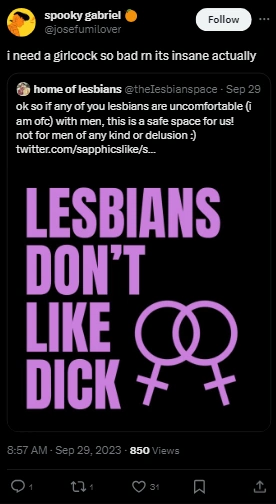 spooky gabriel
@josefumilover
Follow
i need a girlcock so bad rn its insane actually
home of lesbians @thelesbianspace · Sep 29
ok so if any of you lesbians are uncomfortable (i
am ofc) with men, this is a safe space for us!
not for men of any kind or delusion :)
twitter.com/sapphicslike/s...
LESBIANS
DON'T
LIKE
DICK
8:57 AM · Sep 29, 2023 · 850 Views
1 1 31